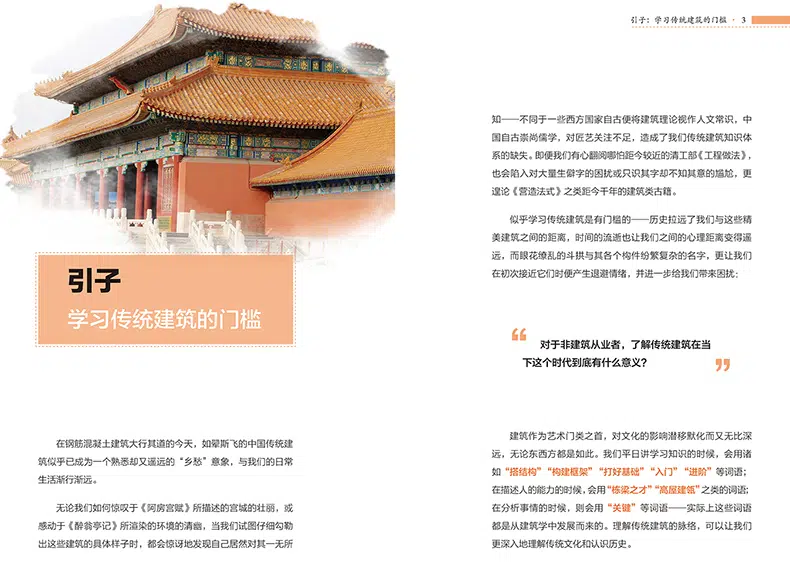 引子
学习传统建筑的门槛
在钢筋混凝土建筑大行其道的今天，如翚斯飞的中国传统建
筑似乎已成为一个熟悉却又遥远的“乡愁”意象，与我们的日常
生活渐行渐远。
无论我们如何惊叹于《阿房宫赋》所描述的宫城的壮丽，或
感动于《醉翁亭记》所渲染的环境的清幽，当我们试图仔细勾勒
出这些建筑的具体样子时，都会惊讶地发现自己居然对其一无所
引子：学习传统建筑的门槛 · 3
知——不同于一些西方国家自古便将建筑理论视作人文常识，中
国自古崇尚儒学，对匠艺关注不足，造成了我们传统建筑知识体
系的缺失。即便我们有心翻阅哪怕距今较近的清工部《工程做法》，
也会陷入对大量生僻字的困扰或只识其字却不知其意的尴尬，更
遑论《营造法式》之类距今千年的建筑类古籍。
似乎学习传统建筑是有门槛的——历史拉远了我们与这些精
美建筑之间的距离，时间的流逝也让我们之间的心理距离变得遥
远，而眼花缭乱的斗拱与其各个构件纷繁复杂的名字，更让我们
在初次接近它们时便产生退避情绪，并进一步给我们带来困扰：
“ 对于非建筑从业者，了解传统建筑在当
下这个时代到底有什么意义？ ”
建筑作为艺术门类之首，对文化的影响潜移默化而又无比深
远，无论东西方都是如此。我们平日讲学习知识的时候，会用诸
如“搭结构”“构建框架”“打好基础”“入门”“进阶”等词语；
在描述人的能力的时候，会用“栋梁之才”“高屋建瓴”之类的词语；
在分析事情的时候，则会用“关键”等词语——实际上这些词语
都是从建筑学中发展而来的。理解传统建筑的脉络，可以让我们
更深入地理解传统文化和认识历史。